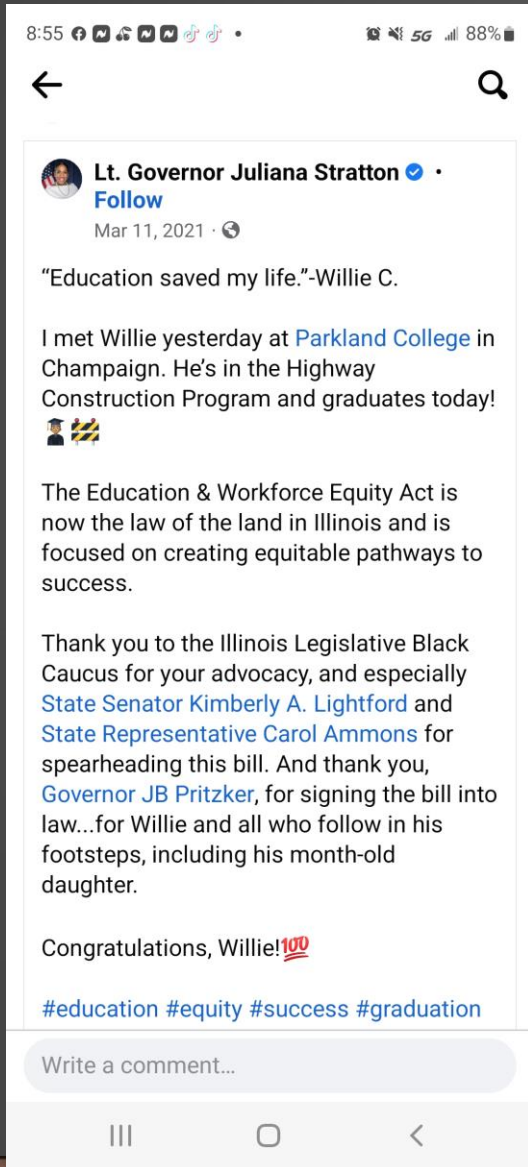 8:55
5G 88%
Lt. Governor Juliana Stratton ·
Follow
Mar 11, 2021 ·
“Education saved my life.”-Willie C.
I met Willie yesterday at Parkland College in
Champaign. He’s in the Highway
Construction Program and graduates today!
🎓🚧
The Education & Workforce Equity Act is
now the law of the land in Illinois and is
focused on creating equitable pathways to
success.
Thank you to the Illinois Legislative Black
Caucus for your advocacy, and especially
State Senator Kimberly A. Lightford and
State Representative Carol Ammons for
spearheading this bill. And thank you,
Governor JB Pritzker, for signing the bill into
law...for Willie and all who follow in his
footsteps, including his month-old
daughter.
Congratulations, Willie!💯
#education #equity #success #graduation
Write a comment...